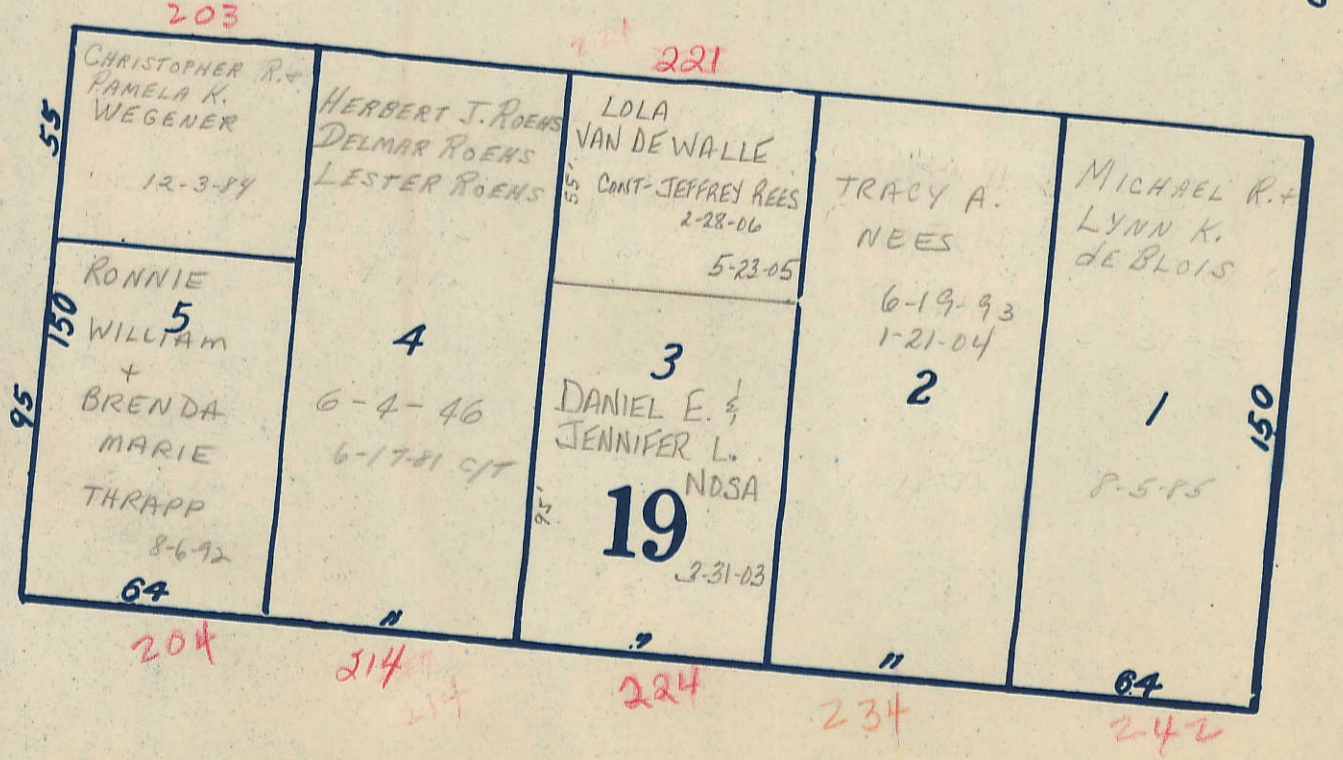 203
221
CHRISTOPHER R. +
PAMELA K.
WEGENER
12-3-84
55
RONNIE
5
WILLIAM
+
BRENDA
MARIE
THRAPP
8-6-92
150
95
64
204
HERBERT J. ROEHS
DELMAR ROEHS
LESTER ROEHS
4
6-4-46
6-17-81 C/T
"
214
LOLA
VAN DE WALLE
CONT-JEFFREY REES
2-28-06
5-23-05
55'
3
DANIEL E. &
JENNIFER L.
NOSA
19
3-31-03
95'
"
224
TRACY A.
NEES
6-19-93
1-21-04
2
"
234
MICHAEL R. +
LYNN K.
de BLOIS
1
8-5-85
150
64
242